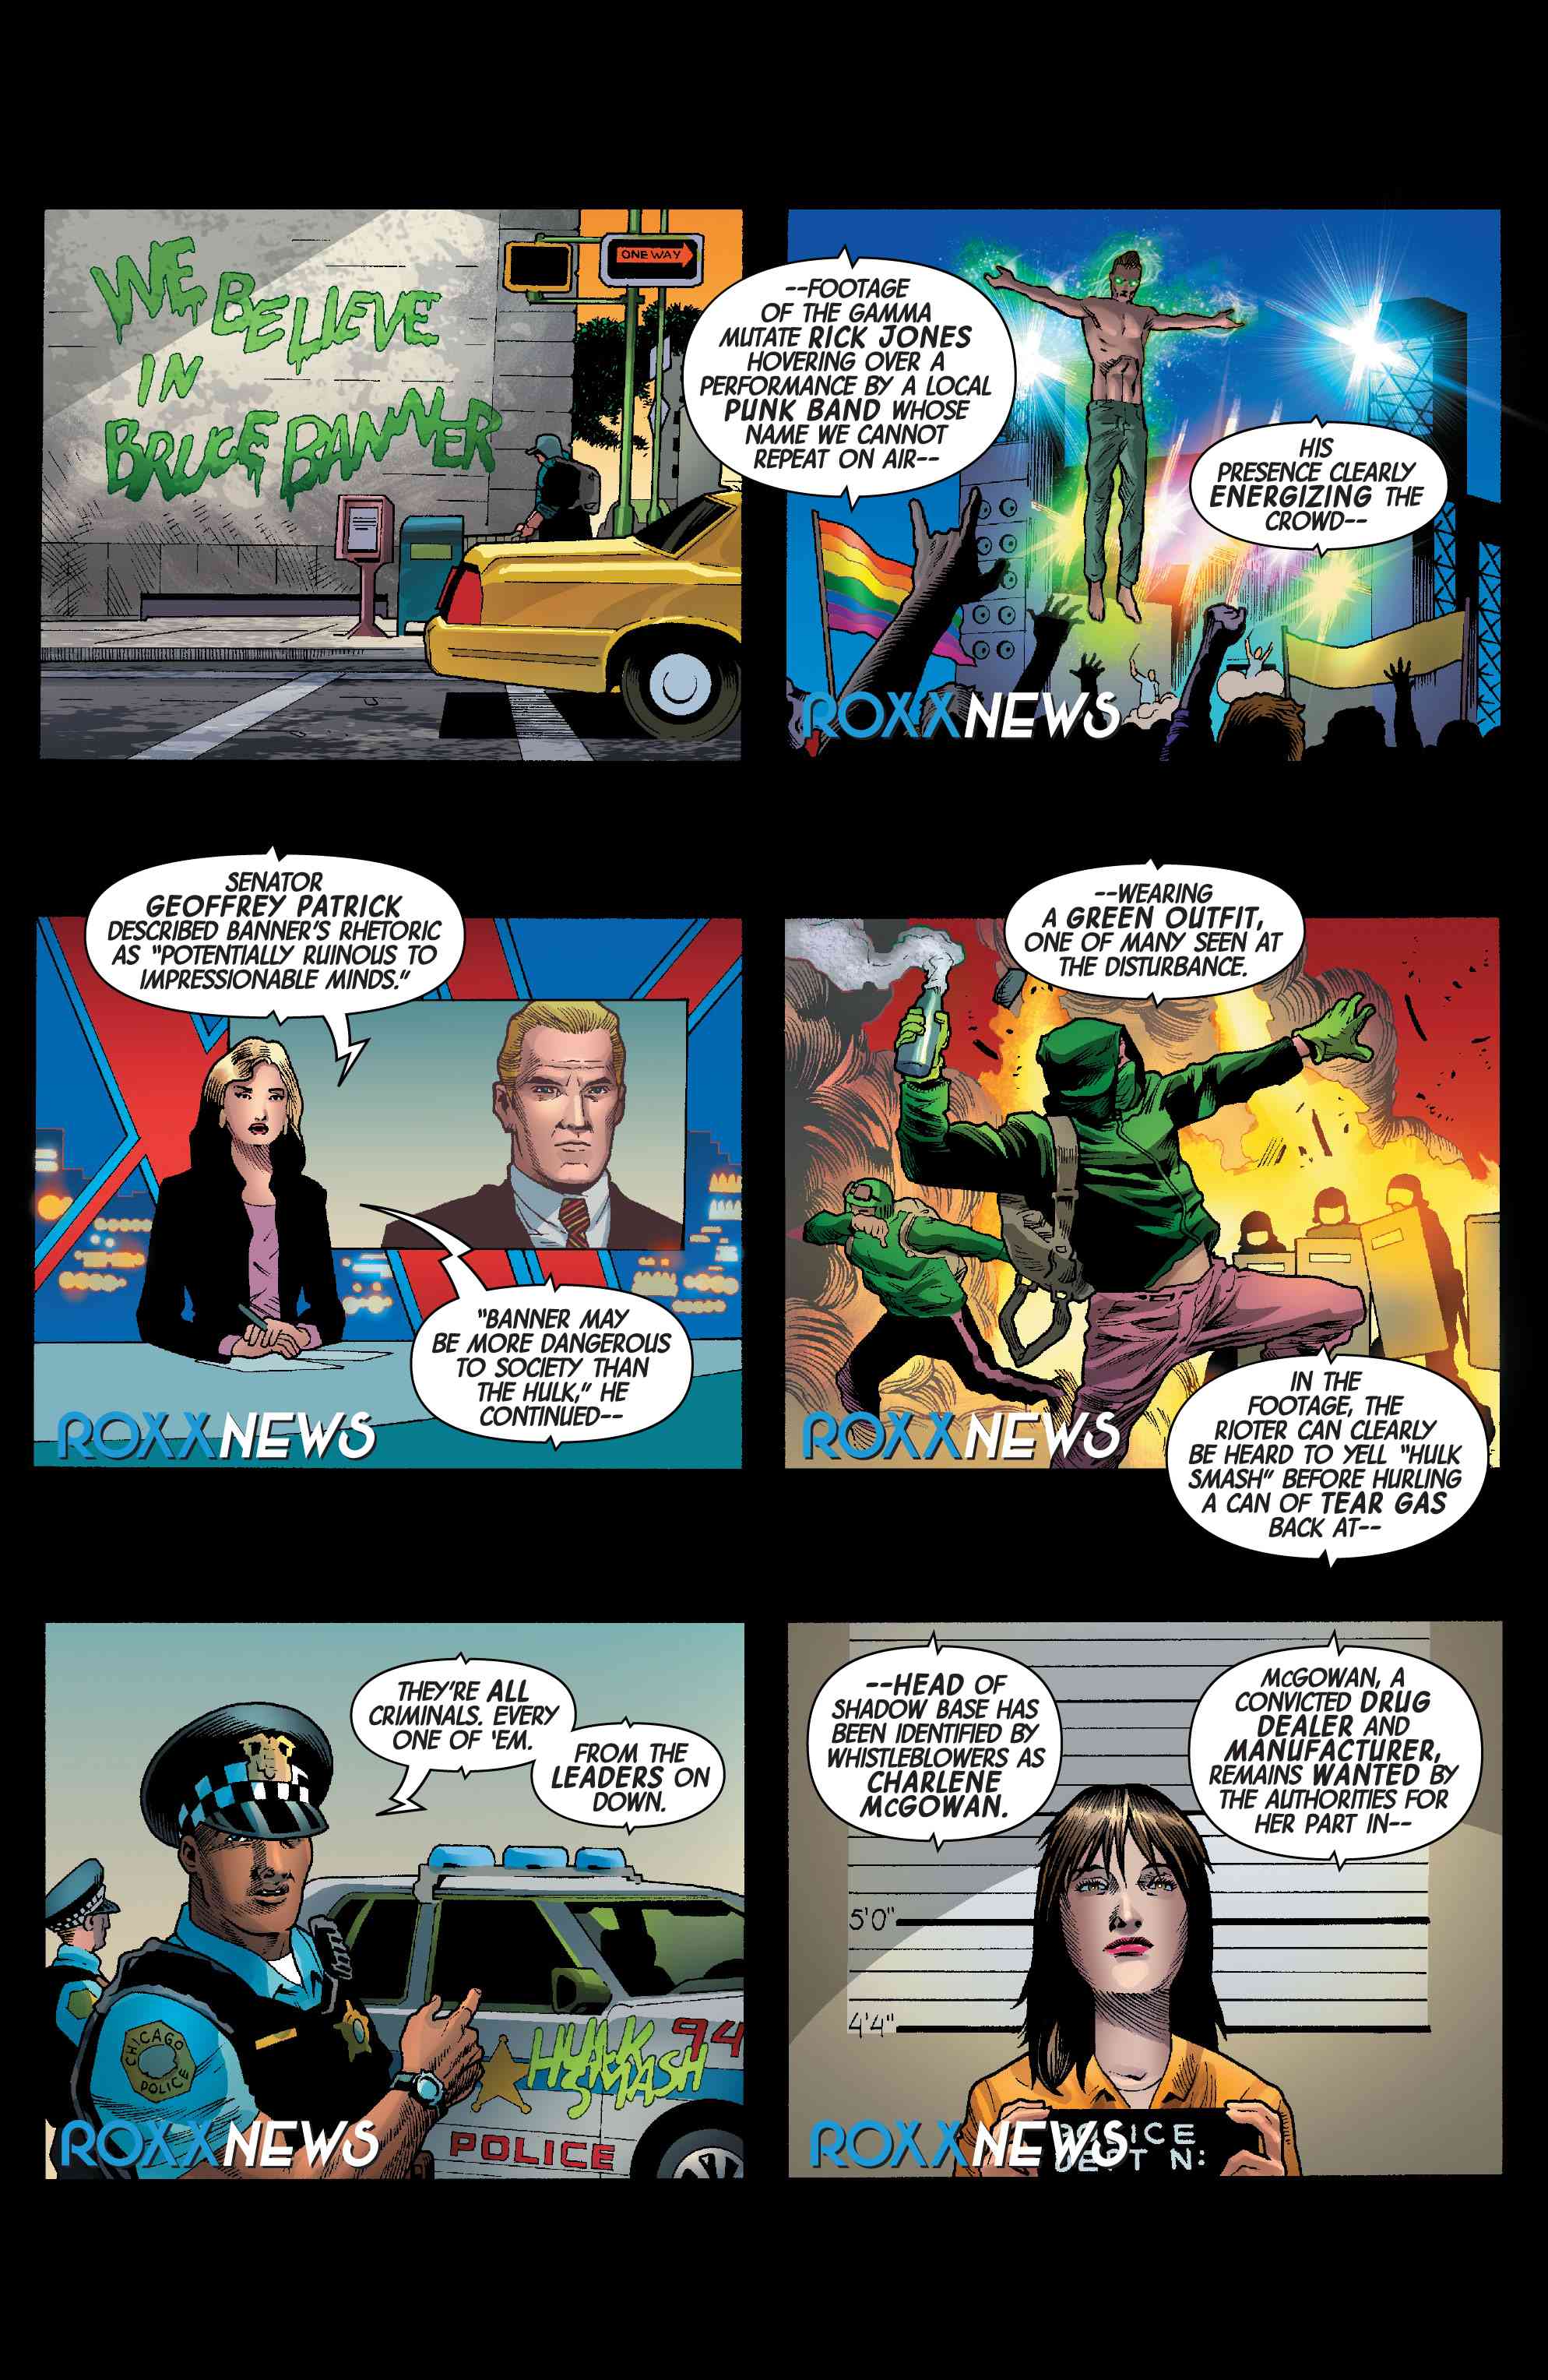 WE BELIEVE
IN
BRUCE BANNER
ONE WAY
--FOOTAGE
OF THE GAMMA
MUTATE RICK JONES
HOVERING OVER A
PERFORMANCE BY A LOCAL
PUNK BAND WHOSE
NAME WE CANNOT
REPEAT ON AIR--
HIS
PRESENCE CLEARLY
ENERGIZING THE
CROWD--
ROXXNEWS
SENATOR
GEOFFREY PATRICK
DESCRIBED BANNER'S RHETORIC
AS "POTENTIALLY RUINOUS TO
IMPRESSIONABLE MINDS."
"BANNER MAY
BE MORE DANGEROUS
TO SOCIETY THAN
THE HULK," HE
CONTINUED--
ROXXNEWS
--WEARING
A GREEN OUTFIT,
ONE OF MANY SEEN AT
THE DISTURBANCE.
IN THE
FOOTAGE, THE
RIOTER CAN CLEARLY
BE HEARD TO YELL "HULK
SMASH" BEFORE HURLING
A CAN OF TEAR GAS
BACK AT--
ROXXNEWS
THEY'RE ALL
CRIMINALS. EVERY
ONE OF 'EM.
FROM THE
LEADERS ON
DOWN.
CHICAGO
POLICE
HULK
SMASH
94
POLICE
ROXXNEWS
--HEAD OF
SHADOW BASE HAS
BEEN IDENTIFIED BY
WHISTLEBLOWERS AS
CHARLENE
McGOWAN.
McGOWAN, A
CONVICTED DRUG
DEALER AND
MANUFACTURER,
REMAINS WANTED BY
THE AUTHORITIES FOR
HER PART IN--
5'0"
4'4"
POLICE
DEPT N:
ROXXNEWS